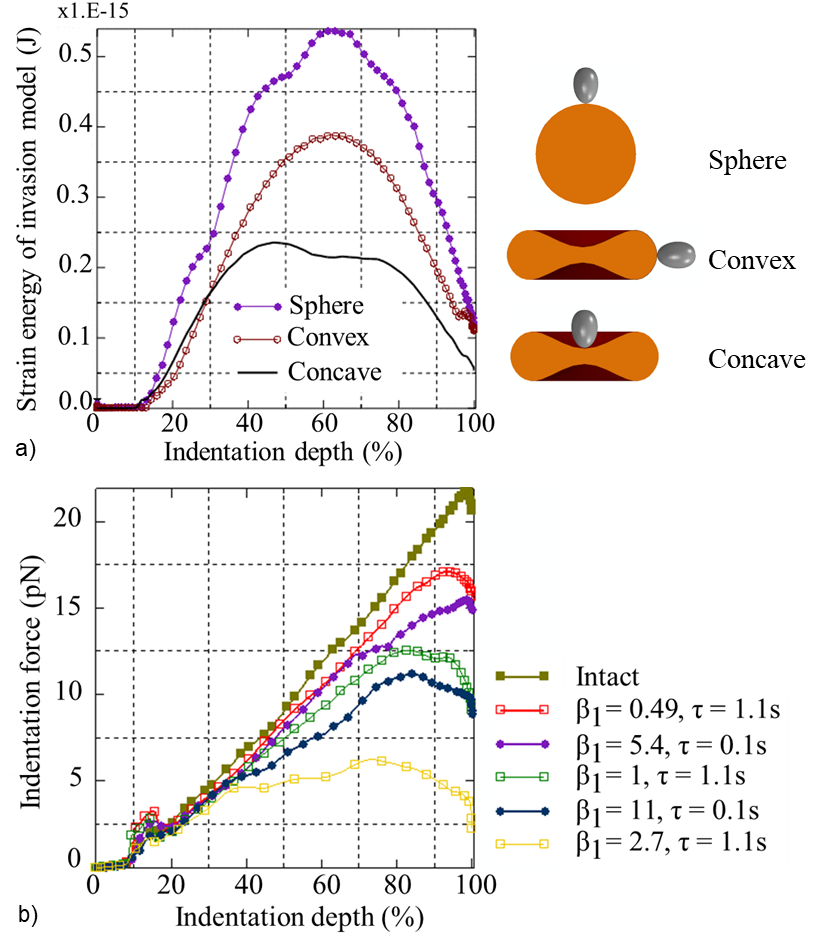 x1.E-15
a)
Strain energy of invasion model (J)
0.5
0.4
0.3
0.2
0.1
0.0
0
20
40
60
80
100
Indentation depth (%)
Sphere
Convex
Concave
Sphere
Convex
Concave
b)
Indentation force (pN)
20
15
10
5
0
0
20
40
60
80
100
Indentation depth (%)
Intact
β1 = 0.49, τ = 1.1s
β1 = 5.4, τ = 0.1s
β1 = 1, τ = 1.1s
β1 = 11, τ = 0.1s
β1 = 2.7, τ = 1.1s